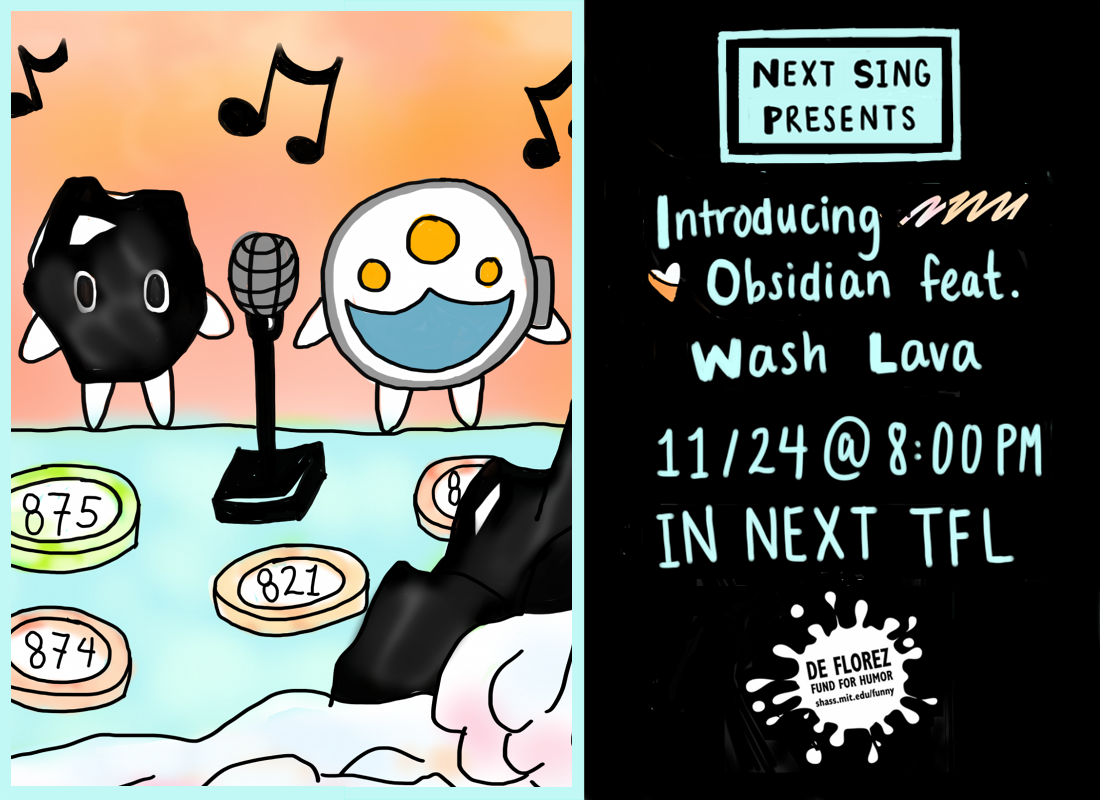 875
8
821
874
NEXT SING
PRESENTS
Introducing
Obsidian feat.
Wash Lava
11/24 @ 8:00 PM
IN NEXT TFL
DE FLOREZ
FUND FOR HUMOR
shass.mit.edu/funny